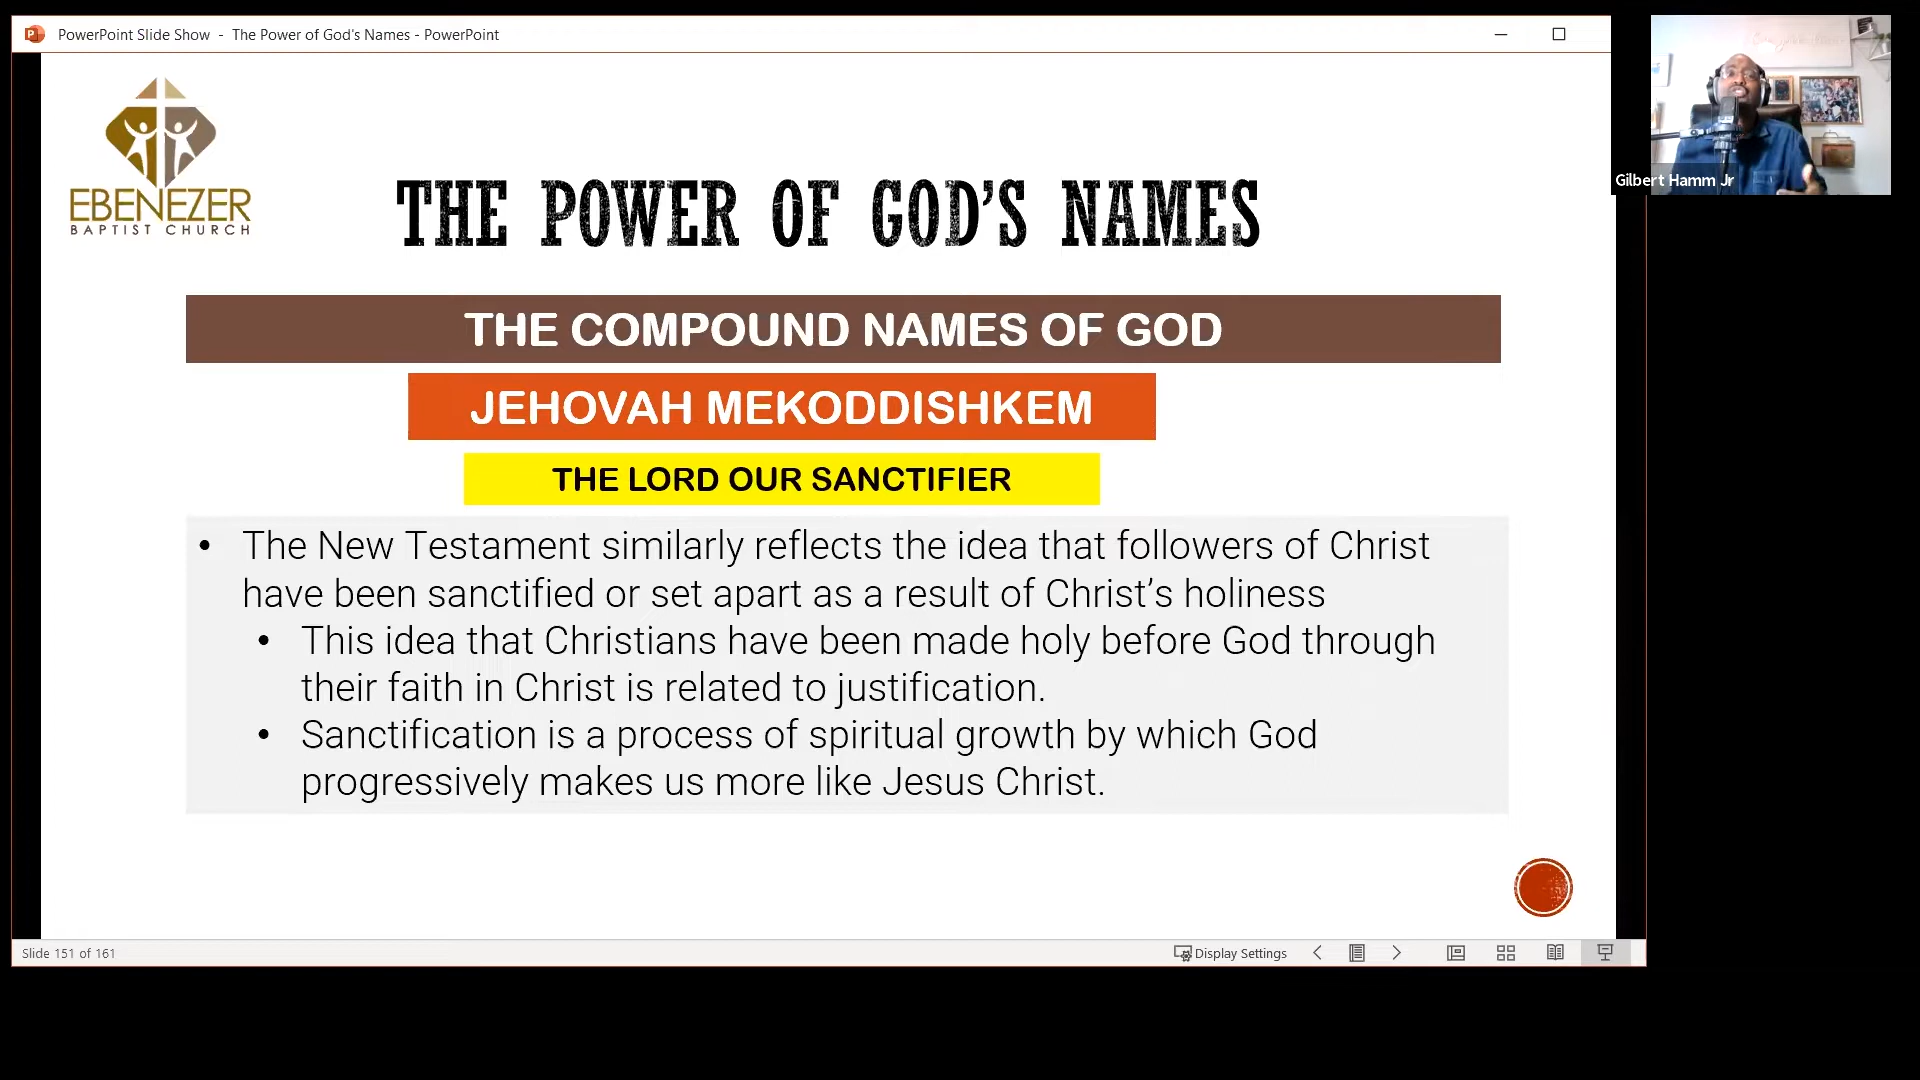 PowerPoint Slide Show - The Power of God's Names - PowerPoint
EBENEZER
BAPTIST CHURCH
THE POWER OF GOD'S NAMES
THE COMPOUND NAMES OF GOD
JEHOVAH MEKODDISHKEM
THE LORD OUR SANCTIFIER
• The New Testament similarly reflects the idea that followers of Christ
have been sanctified or set apart as a result of Christ's holiness
• This idea that Christians have been made holy before God through
their faith in Christ is related to justification.
• Sanctification is a process of spiritual growth by which God
progressively makes us more like Jesus Christ.
Slide 151 of 161
Display Settings
Gilbert Hamm Jr